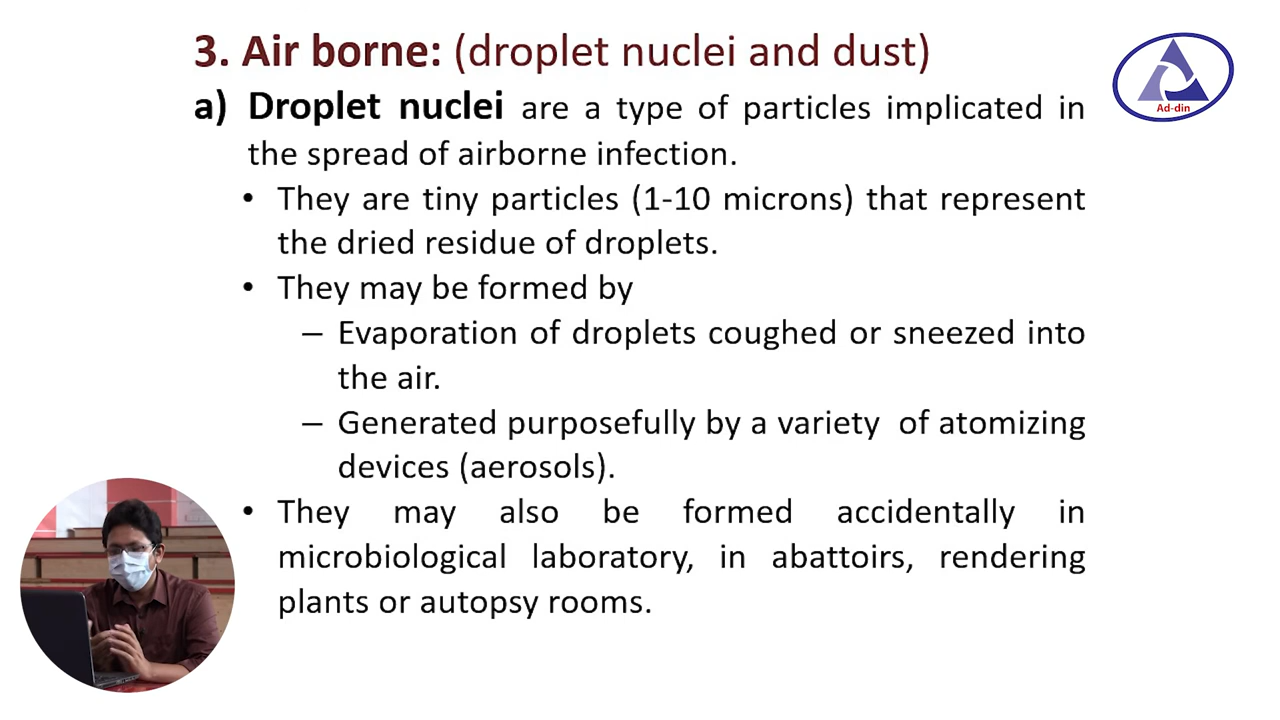 3. Air borne: (droplet nuclei and dust)
Ad-din
a) Droplet nuclei are a type of particles implicated in
the spread of airborne infection.
• They are tiny particles (1-10 microns) that represent
the dried residue of droplets.
• They may be formed by
– Evaporation of droplets coughed or sneezed into
the air.
– Generated purposefully by a variety of atomizing
devices (aerosols).
• They may also be formed accidentally in
microbiological laboratory, in abattoirs, rendering
plants or autopsy rooms.